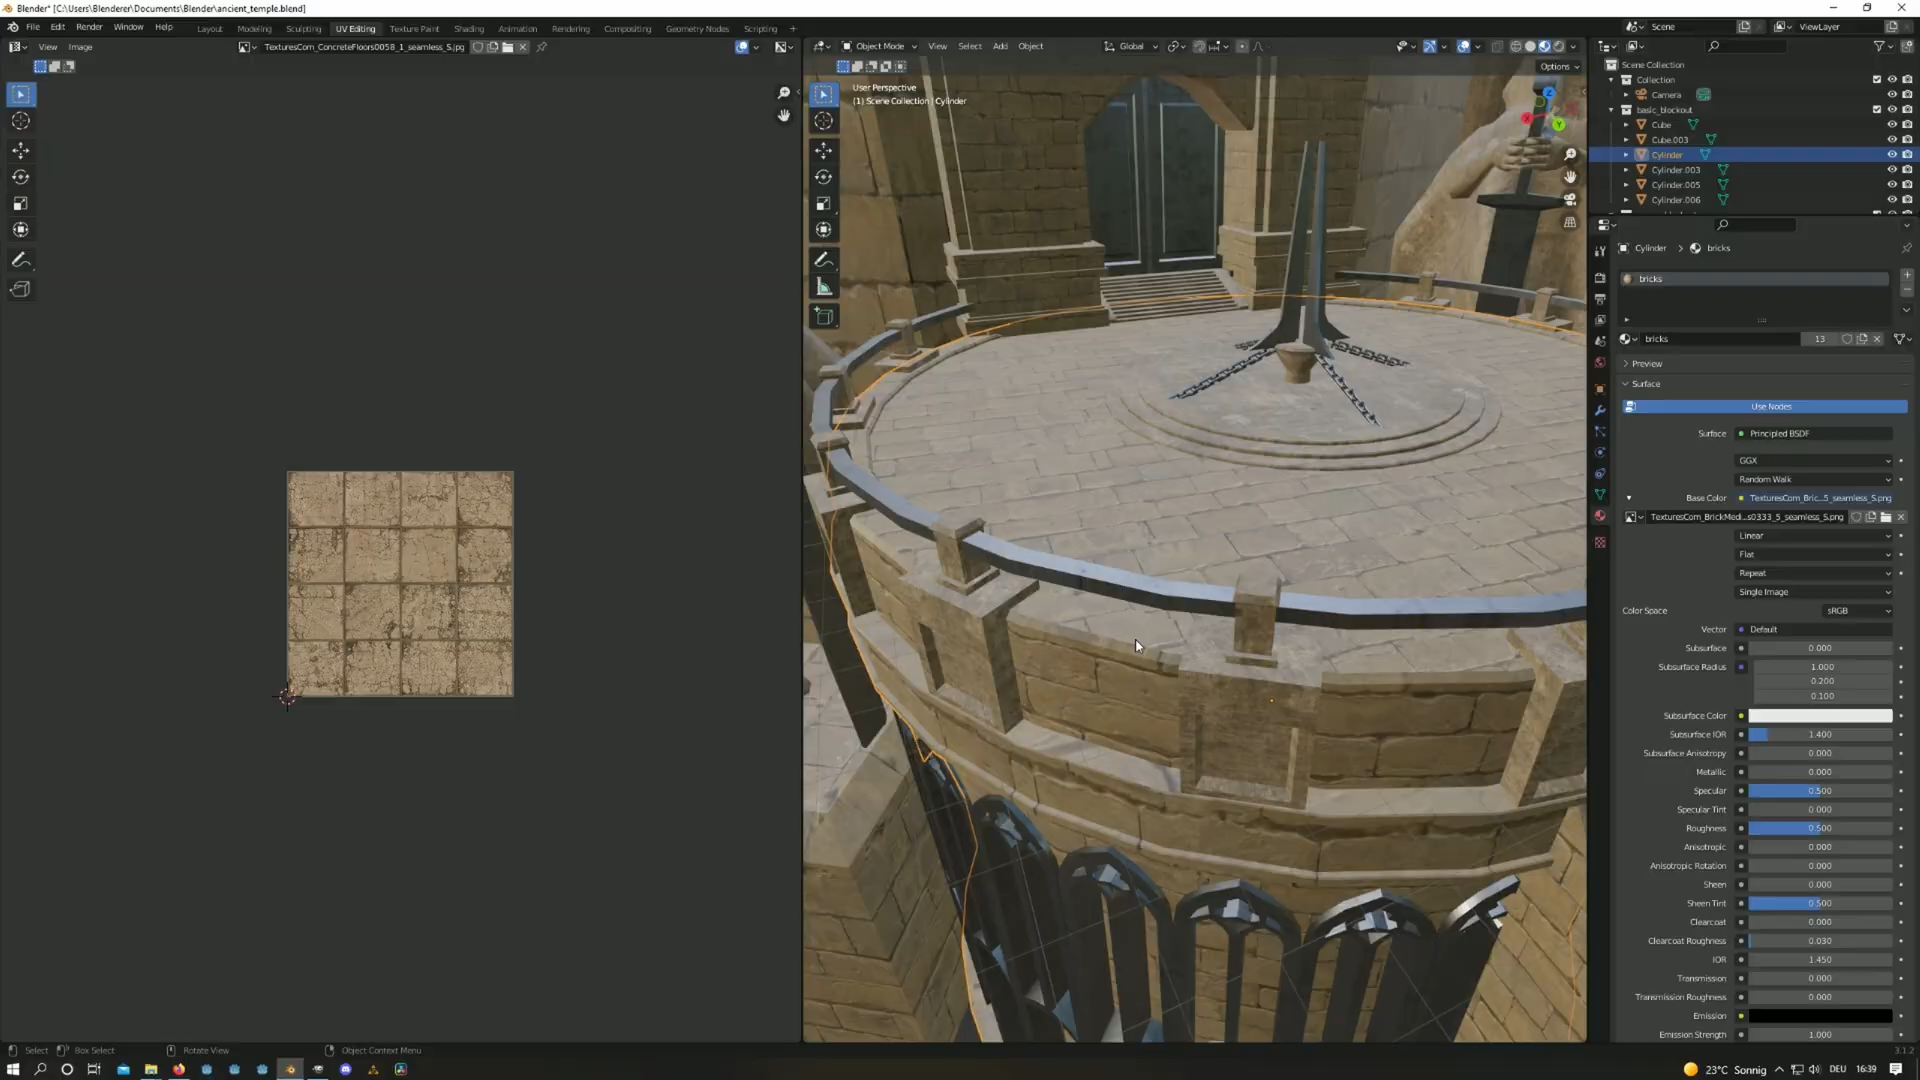 Blender* [C:\Users\Blenderer\Documents\Blender\ancient_temple.blend]
File Edit Render Window Help
Layout Modeling Sculpting UV Editing Texture Paint Shading Animation Rendering Compositing Geometry Nodes Scripting +
Scene
ViewLayer
View Image
TexturesCom_ConcreteFloors0058_1_seamless_S.jpg
Object Mode View Select Add Object
Global
Options
User Perspective
(1) Scene Collection | Cylinder
Scene Collection
Collection
Camera
basic_blockout
Cube
Cube.003
Cylinder
Cylinder.003
Cylinder.005
Cylinder.006
Cylinder > bricks
bricks
bricks 13
Preview
Surface
Use Nodes
Surface Principled BSDF
GGX
Random Walk
Base Color TexturesCom_Bric...5_seamless_S.png
TexturesCom_BrickMedi...s0333_5_seamless_S.png
Linear
Flat
Repeat
Single Image
Color Space sRGB
Vector Default
Subsurface 0.000
Subsurface Radius 1.000
0.200
0.100
Subsurface Color
Subsurface IOR 1.400
Subsurface Anisotropy 0.000
Metallic 0.000
Specular 0.500
Specular Tint 0.000
Roughness 0.500
Anisotropic 0.000
Anisotropic Rotation 0.000
Sheen 0.000
Sheen Tint 0.500
Clearcoat 0.000
Clearcoat Roughness 0.030
IOR 1.450
Transmission 0.000
Transmission Roughness 0.000
Emission
Emission Strength 1.000
Select Box Select Rotate View Object Context Menu
3.1.2
23°C Sonnig DEU 16:39